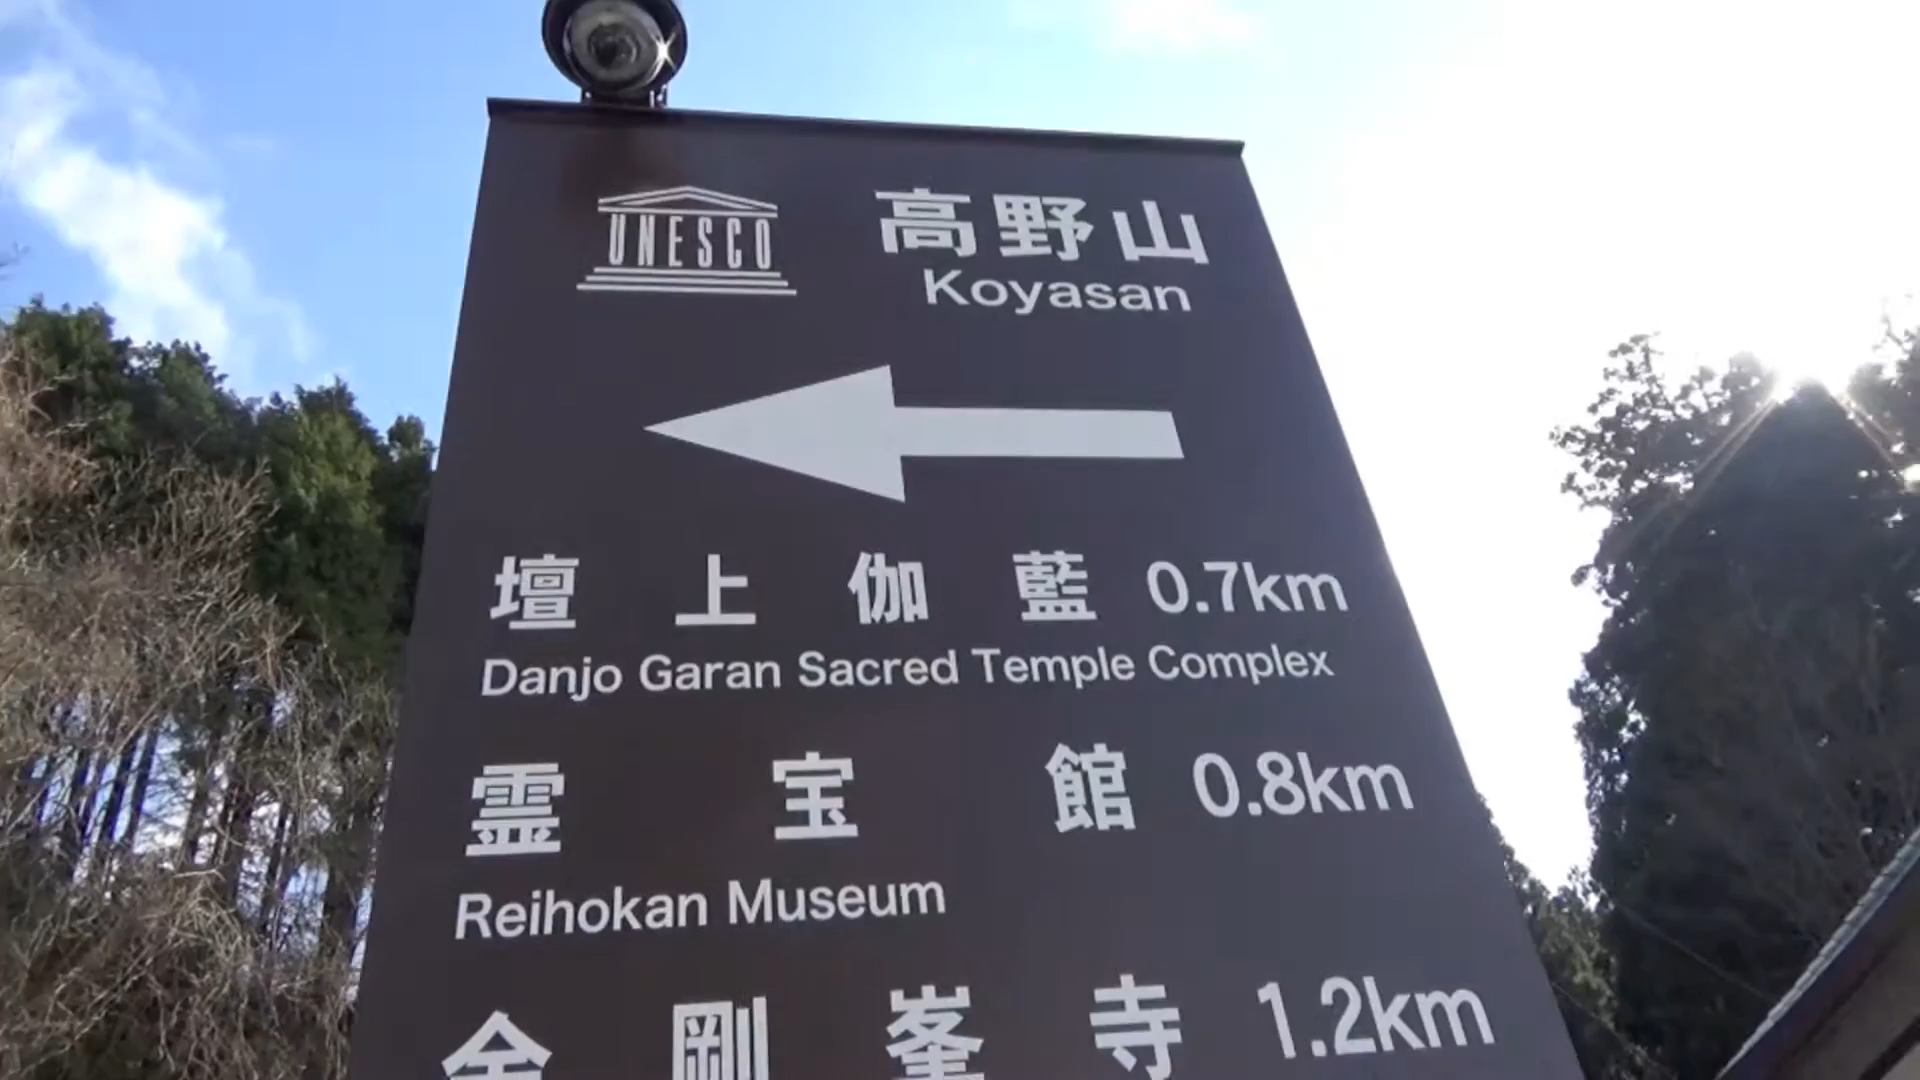 UNESCO
高野山
Koyasan
壇上伽藍 0.7km
Danjo Garan Sacred Temple Complex
霊宝館 0.8km
Reihokan Museum
金剛峯寺 1.2km